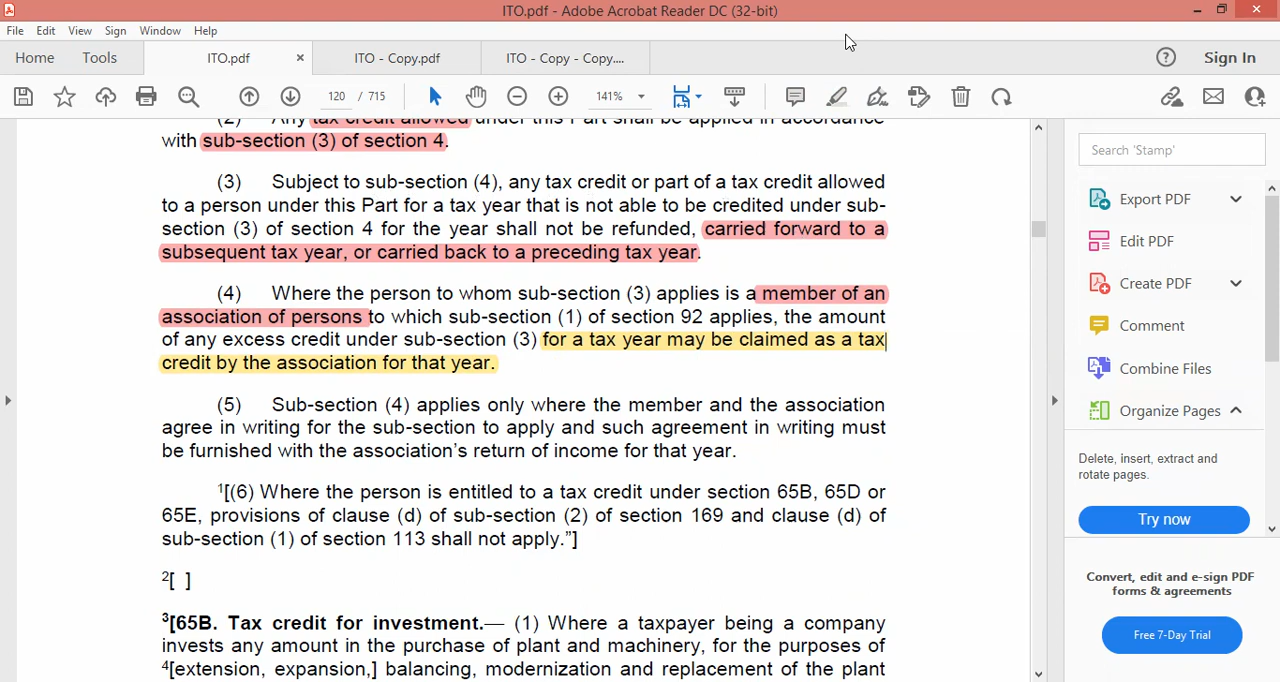 ITO.pdf - Adobe Acrobat Reader DC (32-bit)
File Edit View Sign Window Help
Home Tools ITO.pdf × ITO - Copy.pdf ITO - Copy - Copy.... ? Sign In
120 / 715 141%
(2) Any tax credit allowed under this Part shall be applied in accordance
with sub-section (3) of section 4.
(3) Subject to sub-section (4), any tax credit or part of a tax credit allowed
to a person under this Part for a tax year that is not able to be credited under sub-
section (3) of section 4 for the year shall not be refunded, carried forward to a
subsequent tax year, or carried back to a preceding tax year.
(4) Where the person to whom sub-section (3) applies is a member of an
association of persons to which sub-section (1) of section 92 applies, the amount
of any excess credit under sub-section (3) for a tax year may be claimed as a tax
credit by the association for that year.
(5) Sub-section (4) applies only where the member and the association
agree in writing for the sub-section to apply and such agreement in writing must
be furnished with the association's return of income for that year.
1[(6) Where the person is entitled to a tax credit under section 65B, 65D or
65E, provisions of clause (d) of sub-section (2) of section 169 and clause (d) of
sub-section (1) of section 113 shall not apply.”]
2[ ]
3[65B. Tax credit for investment.— (1) Where a taxpayer being a company
invests any amount in the purchase of plant and machinery, for the purposes of
4[extension, expansion,] balancing, modernization and replacement of the plant
Search 'Stamp'
Export PDF
Edit PDF
Create PDF
Comment
Combine Files
Organize Pages
Delete, insert, extract and
rotate pages.
Try now
Convert, edit and e-sign PDF
forms & agreements
Free 7-Day Trial